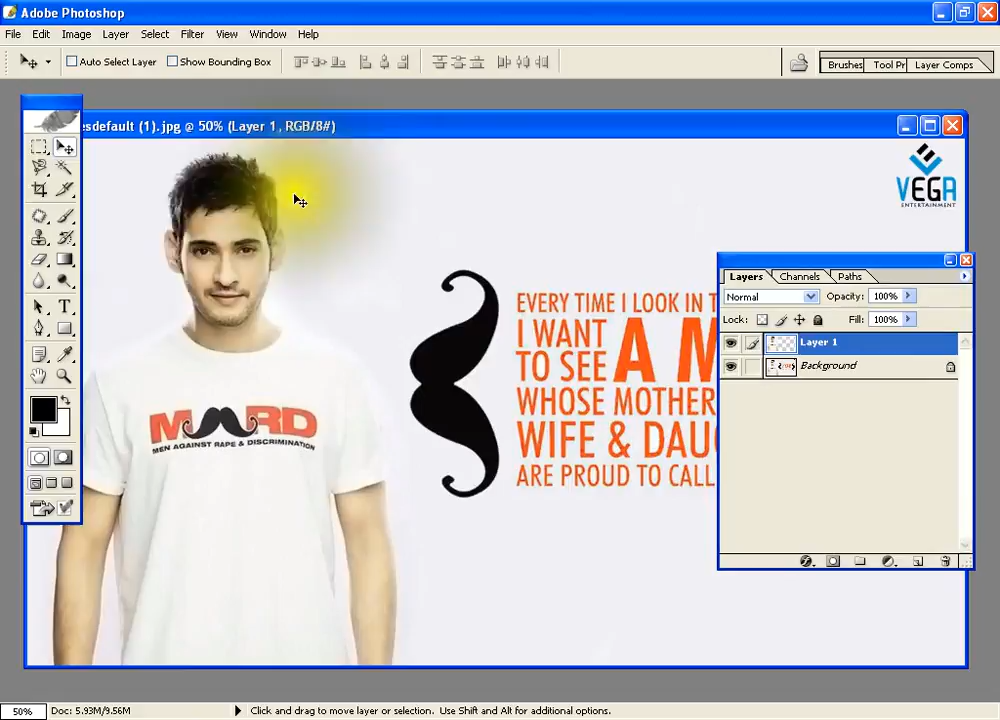 Adobe Photoshop
File Edit Image Layer Select Filter View Window Help
Auto Select Layer Show Bounding Box
Brushes Tool Pr Layer Comps
esdefault (1).jpg @ 50% (Layer 1, RGB/8#)
VEGA
ENTERTAINMENT
EVERY TIME I LOOK IN T
I WANT
TO SEE A M
WHOSE MOTHER
WIFE & DAUG
ARE PROUD TO CALL
MARD
MEN AGAINST RAPE & DISCRIMINATION
Layers Channels Paths
Normal Opacity: 100%
Lock: Fill: 100%
Layer 1
Background
50% Doc: 5.93M/9.56M Click and drag to move layer or selection. Use Shift and Alt for additional options.